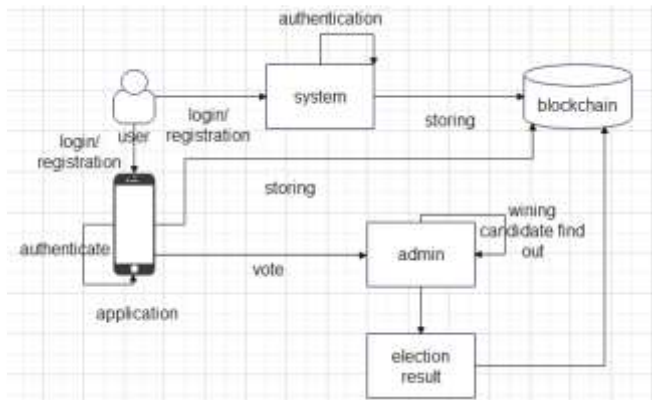 authentication
system
blockchain
user
login/
registration
login/
registration
storing
storing
wining
candidate find
out
authenticate
admin
vote
application
election
result